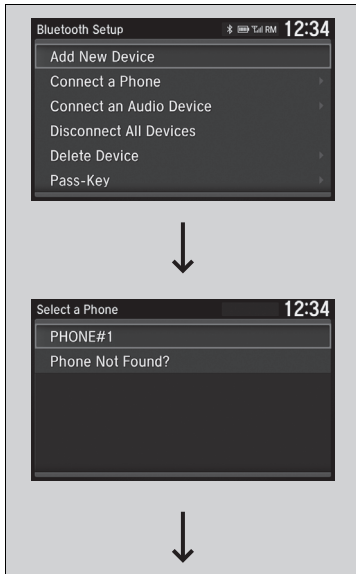 Bluetooth Setup RM 12:34
Add New Device
Connect a Phone
Connect an Audio Device
Disconnect All Devices
Delete Device
Pass-Key
Select a Phone 12:34
PHONE#1
Phone Not Found?